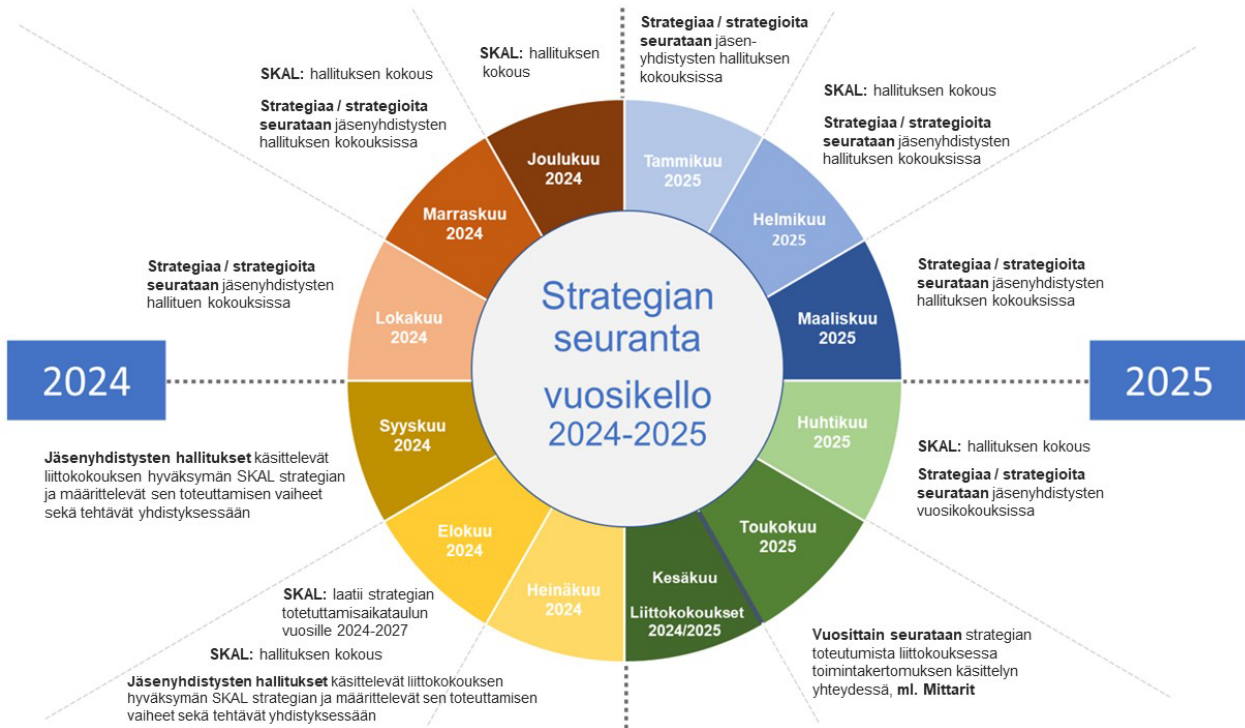 Strategiaa / strategioita
seurataan jäsen-
yhdistysten hallituksen
kokouksissa
SKAL: hallituksen
kokous
SKAL: hallituksen kokous
Strategiaa / strategioita
seurataan jäsenyhdistysten
hallituksen kokouksissa
SKAL: hallituksen kokous
Strategiaa / strategioita
seurataan jäsenyhdistysten
hallituksen kokouksissa
Joulukuu
2024
Tammikuu
2025
Marraskuu
2024
Helmikuu
2025
Strategiaa / strategioita
seurataan jäsenyhdistysten
hallituen kokouksissa
Lokakuu
2024
Maaliskuu
2025
Strategiaa / strategioita
seurataan jäsenyhdistysten
hallituksen kokouksissa
Strategian
seuranta
vuosikello
2024-2025
2024
2025
Syyskuu
2024
Huhtikuu
2025
Jäsenyhdistysten hallitukset käsittelevät
liittokokouksen hyväksymän SKAL strategian
ja määrittelevät sen toteuttamisen vaiheet
sekä tehtävät yhdistyksessään
SKAL: hallituksen kokous
Strategiaa / strategioita
seurataan jäsenyhdistysten
vuosikokouksissa
Elokuu
2024
Toukokuu
2025
Heinäkuu
2024
Kesäkuu
Liittokokoukset
2024/2025
SKAL: laatii strategian
totetuttamisaikataulun
vuosille 2024-2027
SKAL: hallituksen kokous
Jäsenyhdistysten hallitukset käsittelevät liittokokouksen
hyväksymän SKAL strategian ja määrittelevät sen toteuttamisen
vaiheet sekä tehtävät yhdistyksessään
Vuosittain seurataan strategian
toteutumista liittokouksessa
toimintakertomuksen käsittelyn
yhteydessä, ml. Mittarit